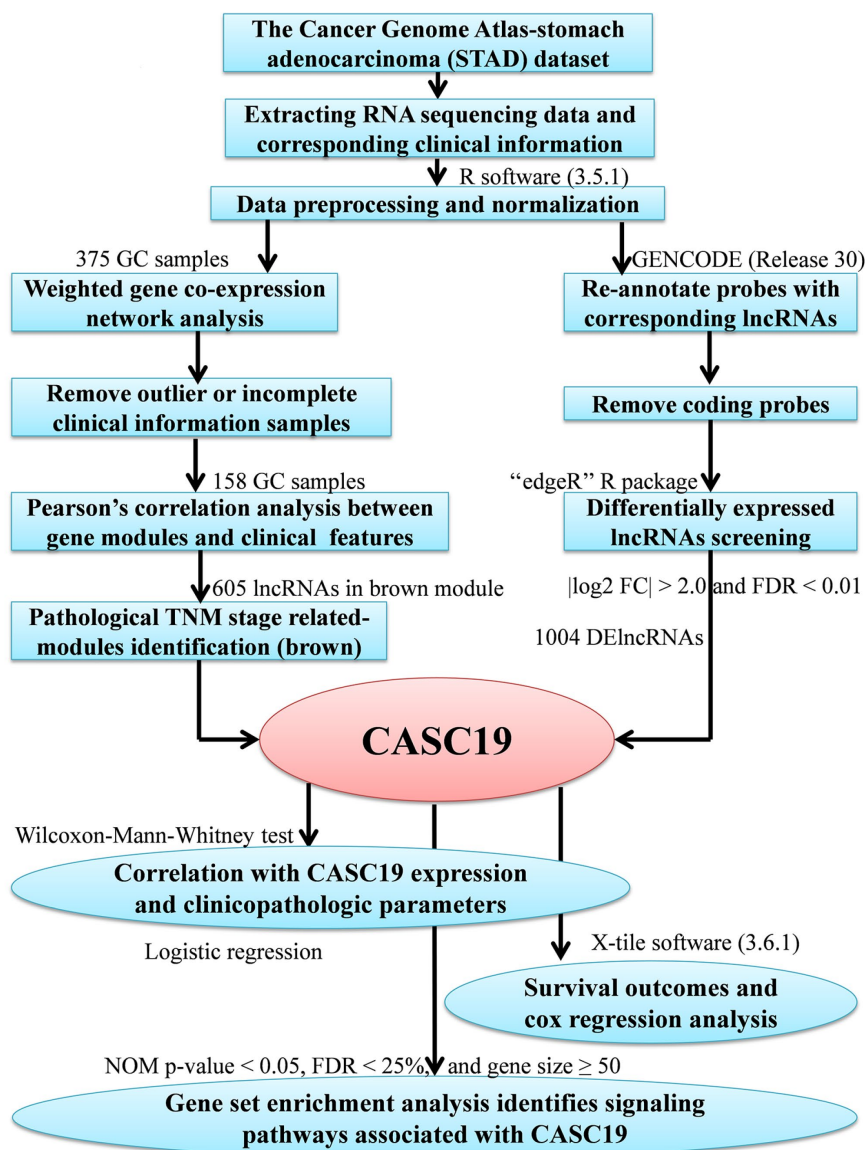 The Cancer Genome Atlas-stomach
adenocarcinoma (STAD) dataset
Extracting RNA sequencing data and
corresponding clinical information
R software (3.5.1)
Data preprocessing and normalization
375 GC samples
Weighted gene co-expression
network analysis
Remove outlier or incomplete
clinical information samples
158 GC samples
Pearson's correlation analysis between
gene modules and clinical features
605 lncRNAs in brown module
Pathological TNM stage related-
modules identification (brown)
GENCODE (Release 30)
Re-annotate probes with
corresponding lncRNAs
Remove coding probes
“edgeR” R package
Differentially expressed
lncRNAs screening
|log2 FC| > 2.0 and FDR < 0.01
1004 DElncRNAs
CASC19
Wilcoxon-Mann-Whitney test
Correlation with CASC19 expression
and clinicopathologic parameters
Logistic regression
X-tile software (3.6.1)
Survival outcomes and
cox regression analysis
NOM p-value < 0.05, FDR < 25%, and gene size ≥ 50
Gene set enrichment analysis identifies signaling
pathways associated with CASC19